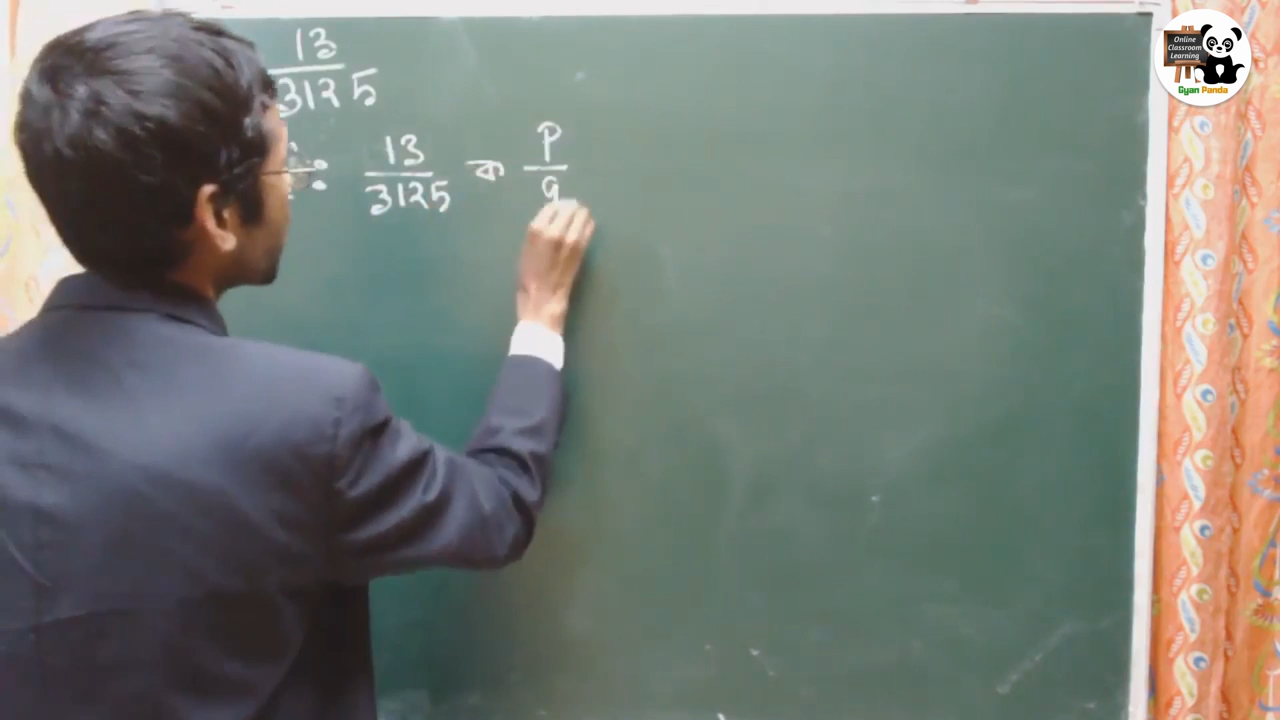 13
3125
: 13/3125 ক P/q
Online
Classroom
Learning
Gyan Panda